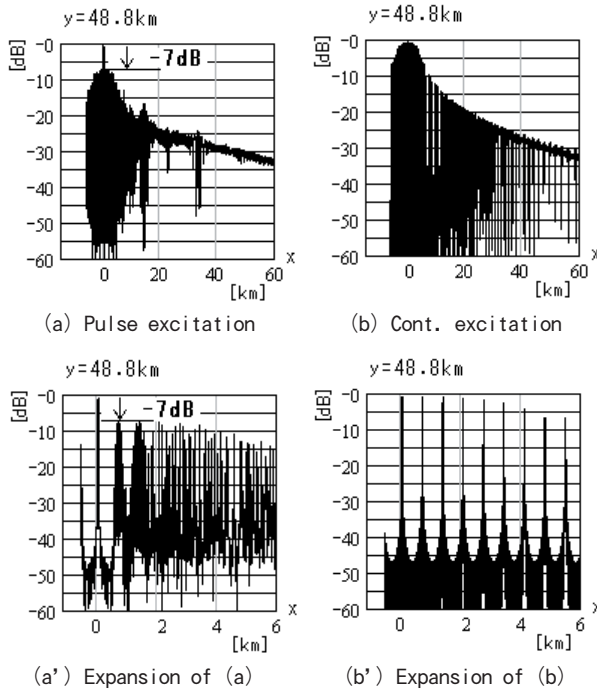 y=48.8km
[dB]
-7dB
-0
-10
-20
-30
-40
-50
-60
0
20
40
60
x
[km]
(a) Pulse excitation
y=48.8km
[dB]
-0
-10
-20
-30
-40
-50
-60
0
20
40
60
x
[km]
(b) Cont. excitation
y=48.8km
[dB]
-7dB
-0
-10
-20
-30
-40
-50
-60
0
2
4
6
x
[km]
(a') Expansion of (a)
y=48.8km
[dB]
-0
-10
-20
-30
-40
-50
-60
0
2
4
6
x
[km]
(b') Expansion of (b)